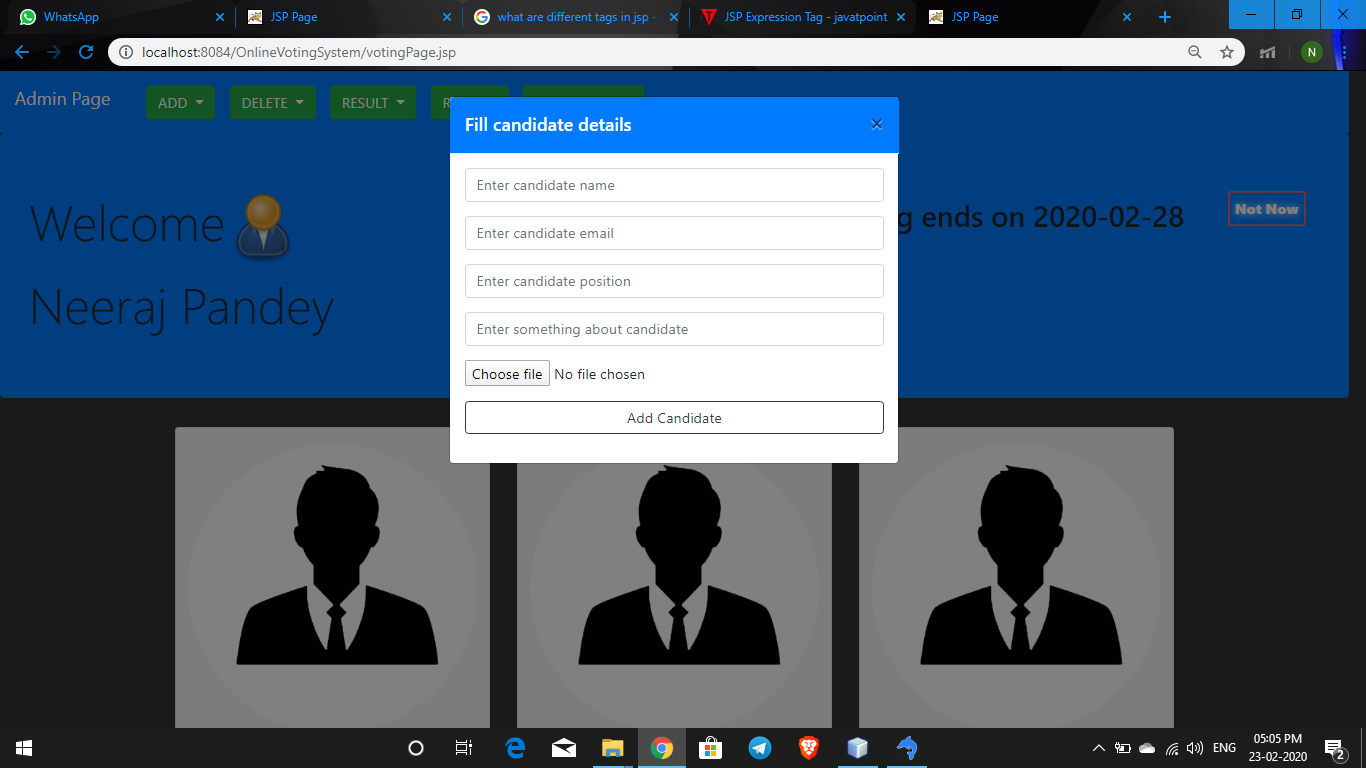 WhatsApp
JSP Page
what are different tags in jsp -
JSP Expression Tag - javatpoint
JSP Page
localhost:8084/OnlineVotingSystem/votingPage.jsp
N
Admin Page
ADD
DELETE
RESULT
Fill candidate details
×
Enter candidate name
Enter candidate email
Enter candidate position
Enter something about candidate
Choose file No file chosen
Add Candidate
Welcome
Neeraj Pandey
ends on 2020-02-28
Not Now
ENG
05:05 PM
23-02-2020
2